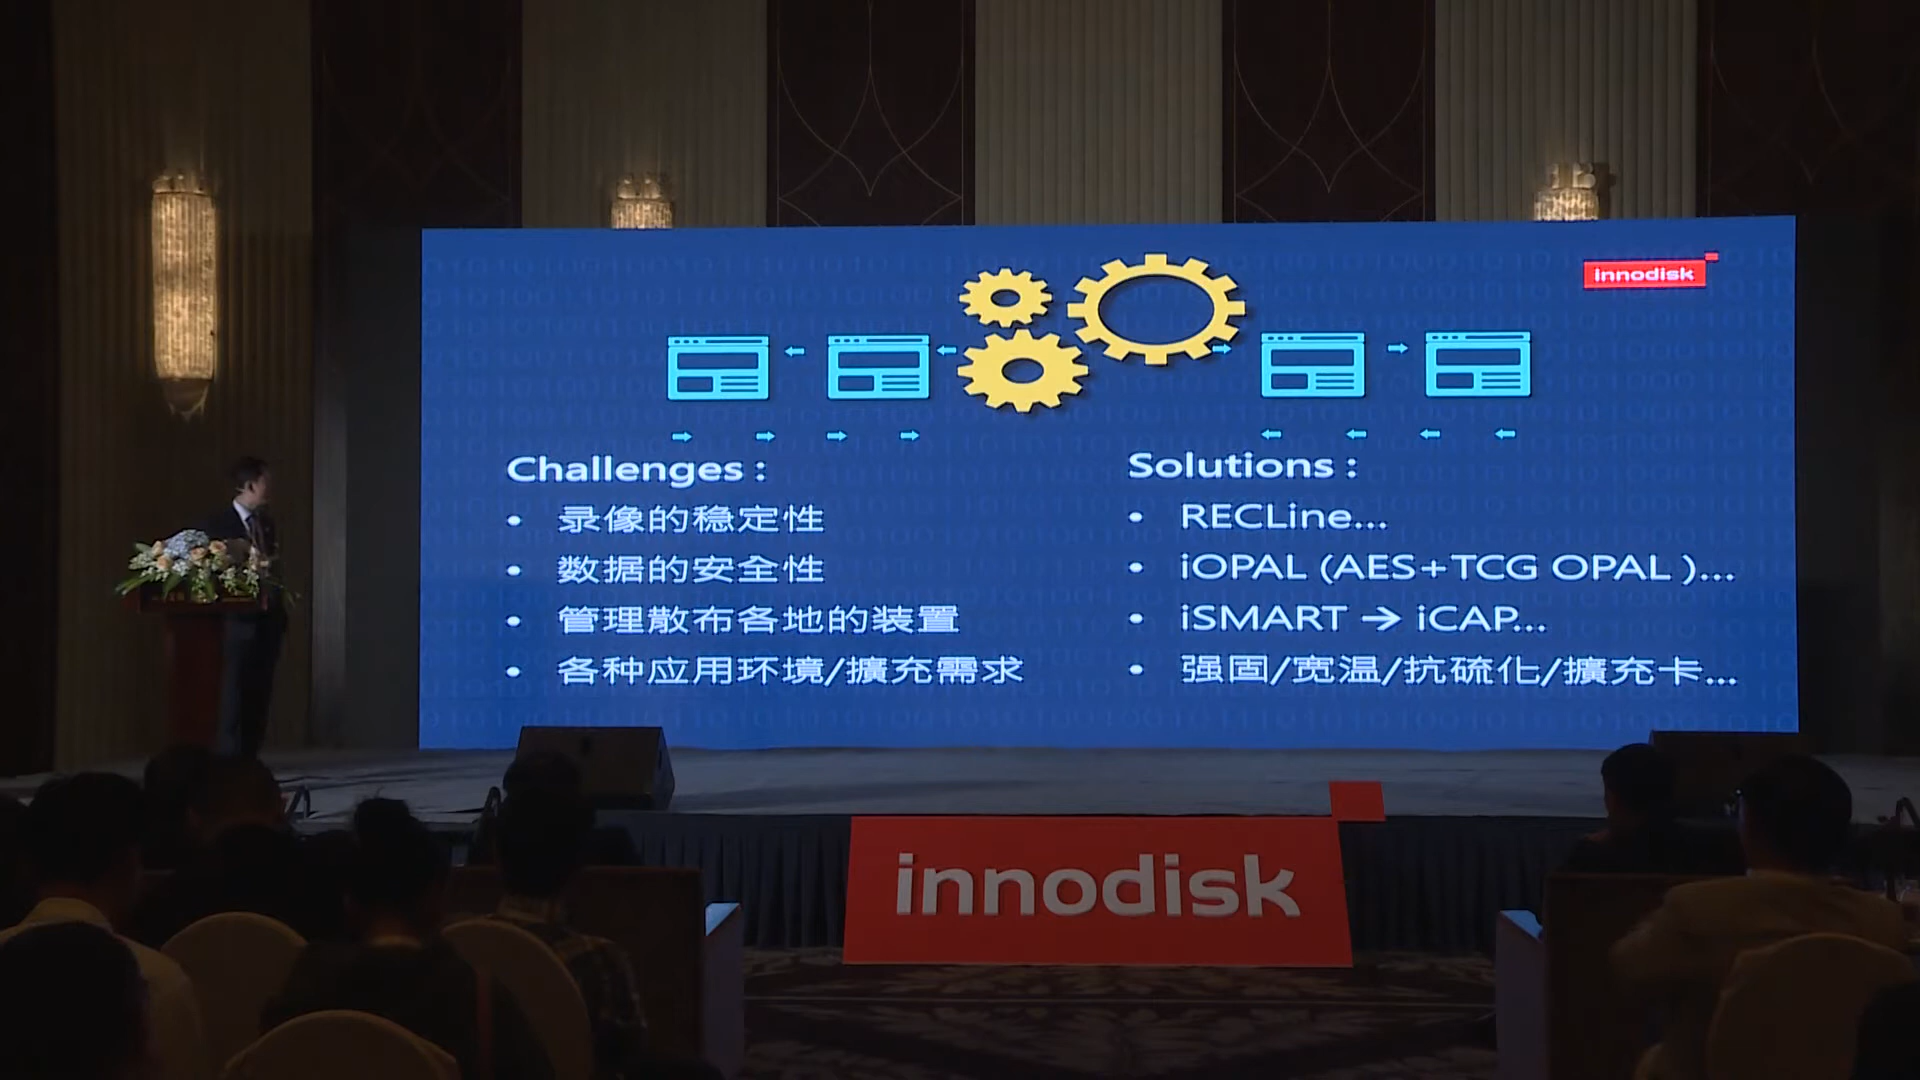 innodisk
Challenges :
• 录像的稳定性
• 数据的安全性
• 管理散布各地的装置
• 各种应用环境/擴充需求
Solutions :
• RECLine...
• iOPAL (AES+TCG OPAL )...
• iSMART → iCAP...
• 强固/宽温/抗硫化/擴充卡...
innodisk